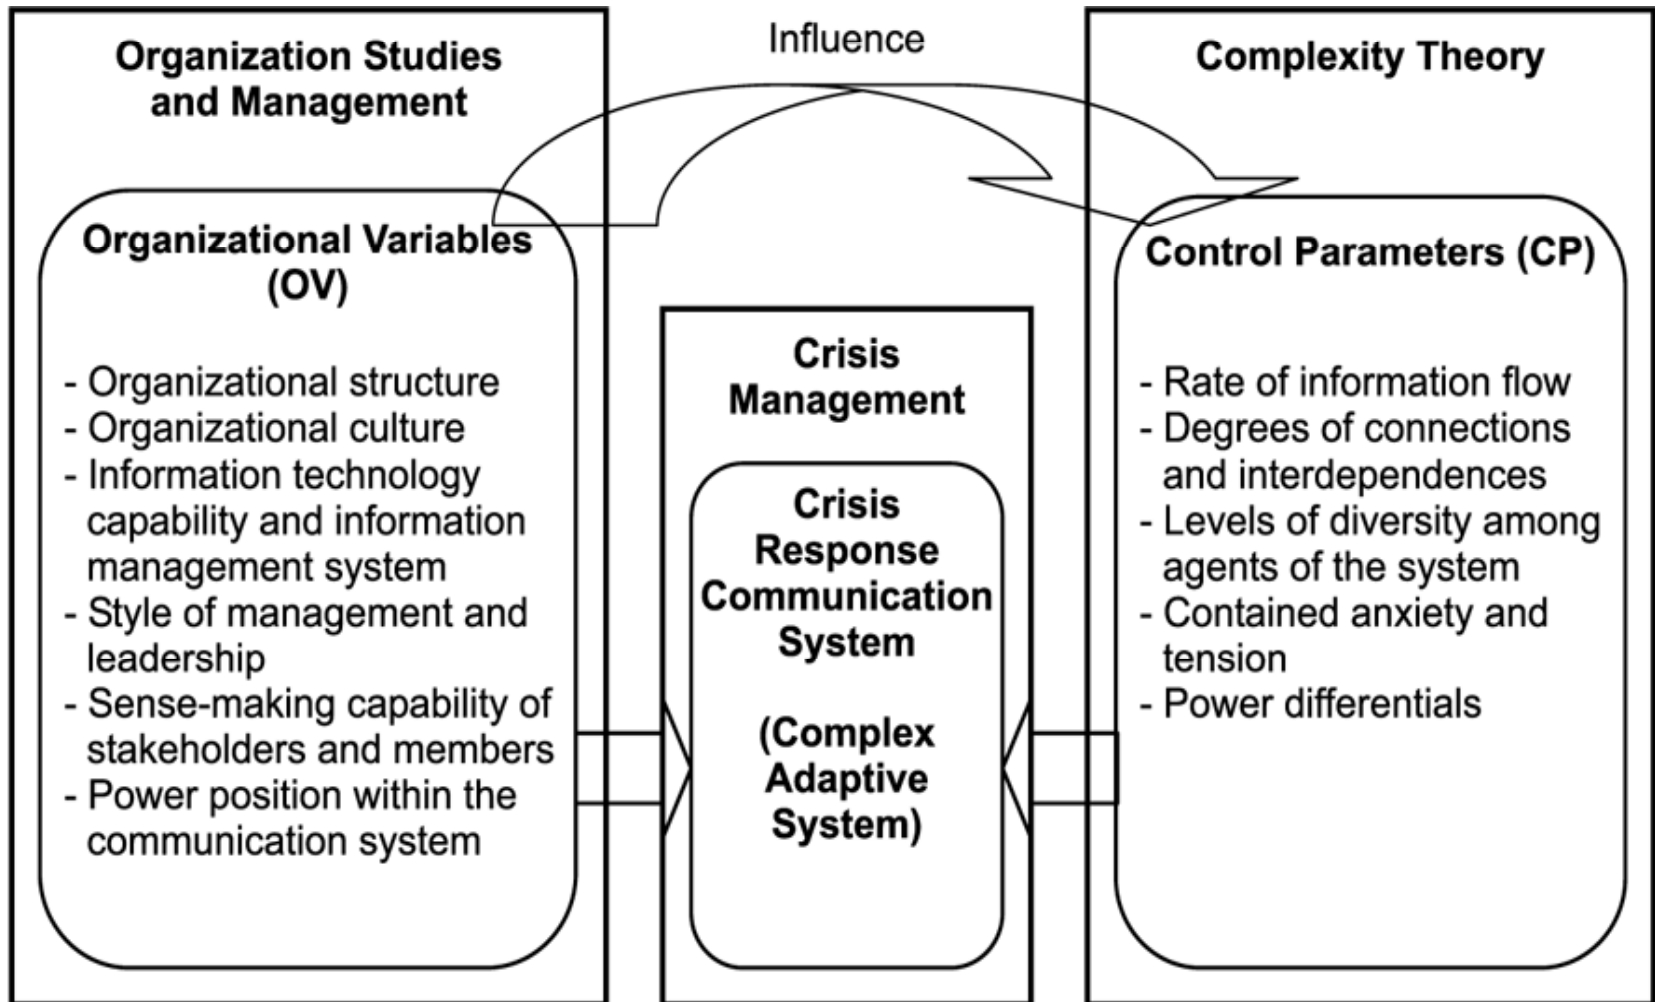 Organization Studies
and Management
Influence
Complexity Theory
Organizational Variables
(OV)
- Organizational structure
- Organizational culture
- Information technology
capability and information
management system
- Style of management and
leadership
- Sense-making capability of
stakeholders and members
- Power position within the
communication system
Crisis
Management
Crisis
Response
Communication
System
(Complex
Adaptive
System)
Control Parameters (CP)
- Rate of information flow
- Degrees of connections
and interdependences
- Levels of diversity among
agents of the system
- Contained anxiety and
tension
- Power differentials